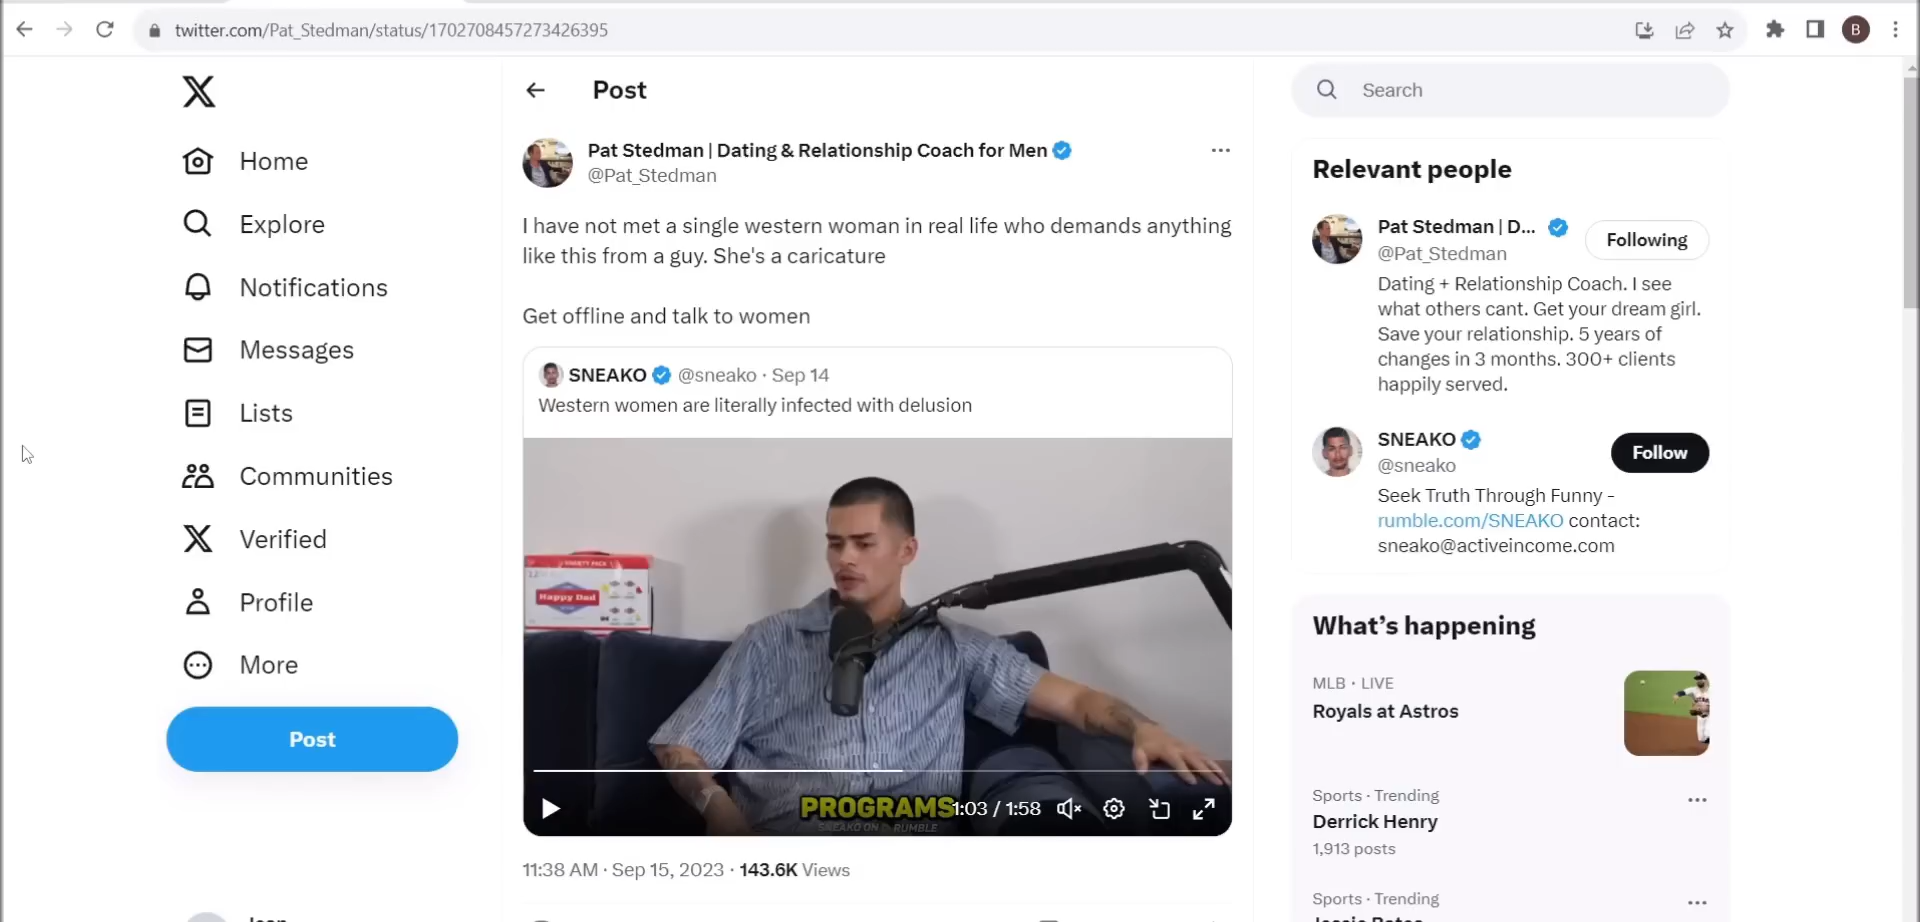 twitter.com/Pat_Stedman/status/1702708457273426395
B
Home
Explore
Notifications
Messages
Lists
Communities
Verified
Profile
More
Post
Post
Pat Stedman | Dating & Relationship Coach for Men
@Pat_Stedman
I have not met a single western woman in real life who demands anything
like this from a guy. She's a caricature
Get offline and talk to women
SNEAKO @sneako · Sep 14
Western women are literally infected with delusion
VARIETY PACK
Happy Dad
PROGRAMS
1:03 / 1:58
SNEAKO ON RUMBLE
11:38 AM · Sep 15, 2023 · 143.6K Views
Search
Relevant people
Pat Stedman | D...
@Pat_Stedman
Following
Dating + Relationship Coach. I see
what others cant. Get your dream girl.
Save your relationship. 5 years of
changes in 3 months. 300+ clients
happily served.
SNEAKO
@sneako
Follow
Seek Truth Through Funny -
rumble.com/SNEAKO contact:
sneako@activeincome.com
What's happening
MLB · LIVE
Royals at Astros
Sports · Trending
Derrick Henry
1,913 posts
Sports · Trending